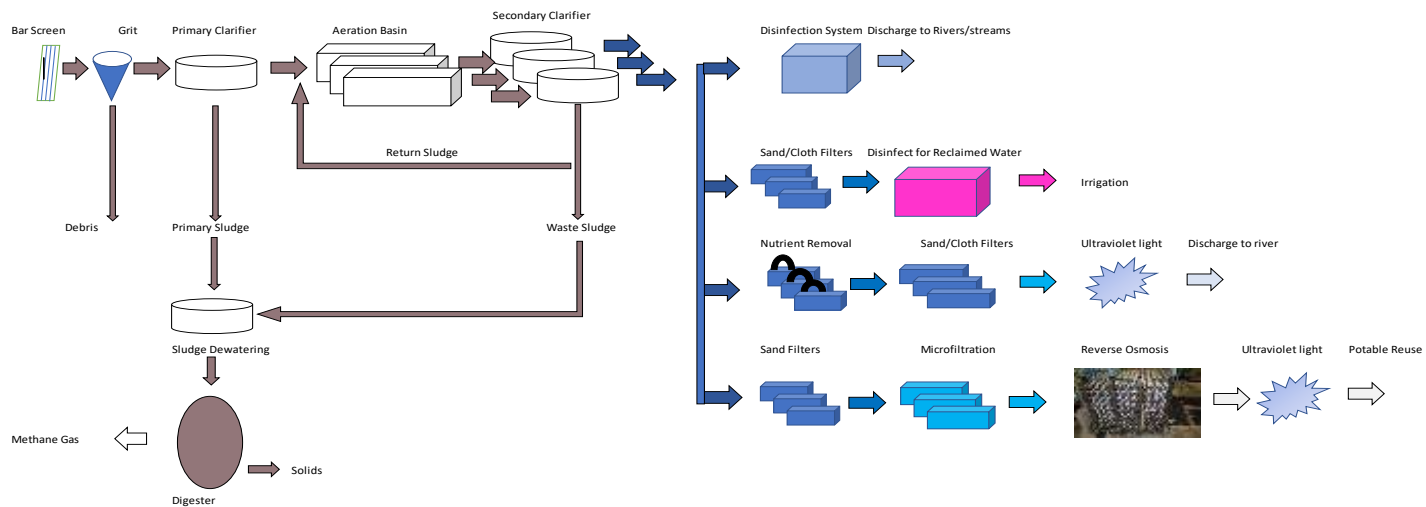 Bar Screen
Grit
Primary Clarifier
Aeration Basin
Secondary Clarifier
Disinfection System
Discharge to Rivers/streams
Return Sludge
Sand/Cloth Filters
Disinfect for Reclaimed Water
Irrigation
Debris
Primary Sludge
Waste Sludge
Nutrient Removal
Sand/Cloth Filters
Ultraviolet light
Discharge to river
Sludge Dewatering
Sand Filters
Microfiltration
Reverse Osmosis
Ultraviolet light
Potable Reuse
Methane Gas
Solids
Digester